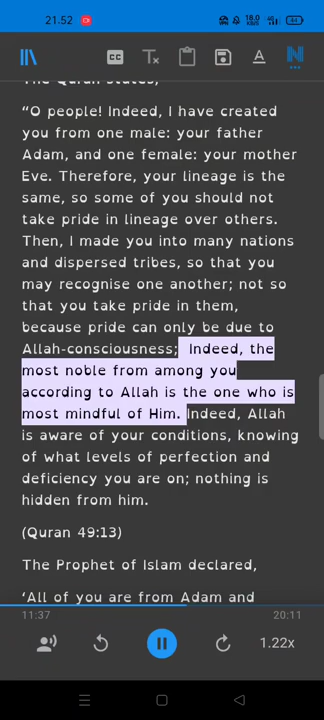 21.52
18.0
64
CC
The Quran states,
“O people! Indeed, I have created
you from one male: your father
Adam, and one female: your mother
Eve. Therefore, your lineage is the
same, so some of you should not
take pride in lineage over others.
Then, I made you into many nations
and dispersed tribes, so that you
may recognise one another; not so
that you take pride in them,
because pride can only be due to
Allah-consciousness; Indeed, the
most noble from among you
according to Allah is the one who is
most mindful of Him. Indeed, Allah
is aware of your conditions, knowing
of what levels of perfection and
deficiency you are on; nothing is
hidden from him.
(Quran 49:13)
The Prophet of Islam declared,
‘All of you are from Adam and
11:37 20:11
1.22x